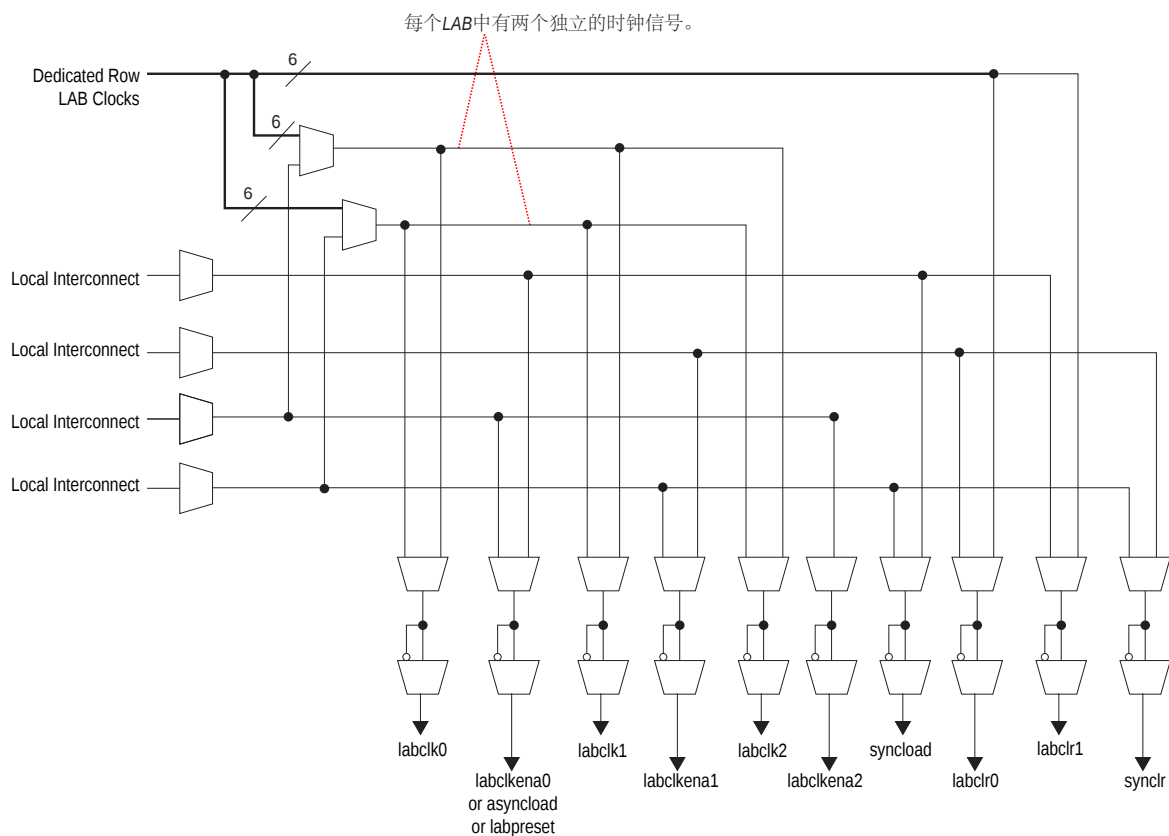 每个LAB中有两个独立的时钟信号。
6
Dedicated Row
LAB Clocks
6
6
Local Interconnect
Local Interconnect
Local Interconnect
Local Interconnect
labclk0
labclk1
labclk2
syncload
labclr1
labclkena0
or asyncload
or labpreset
labclkena1
labclkena2
labclr0
synclr